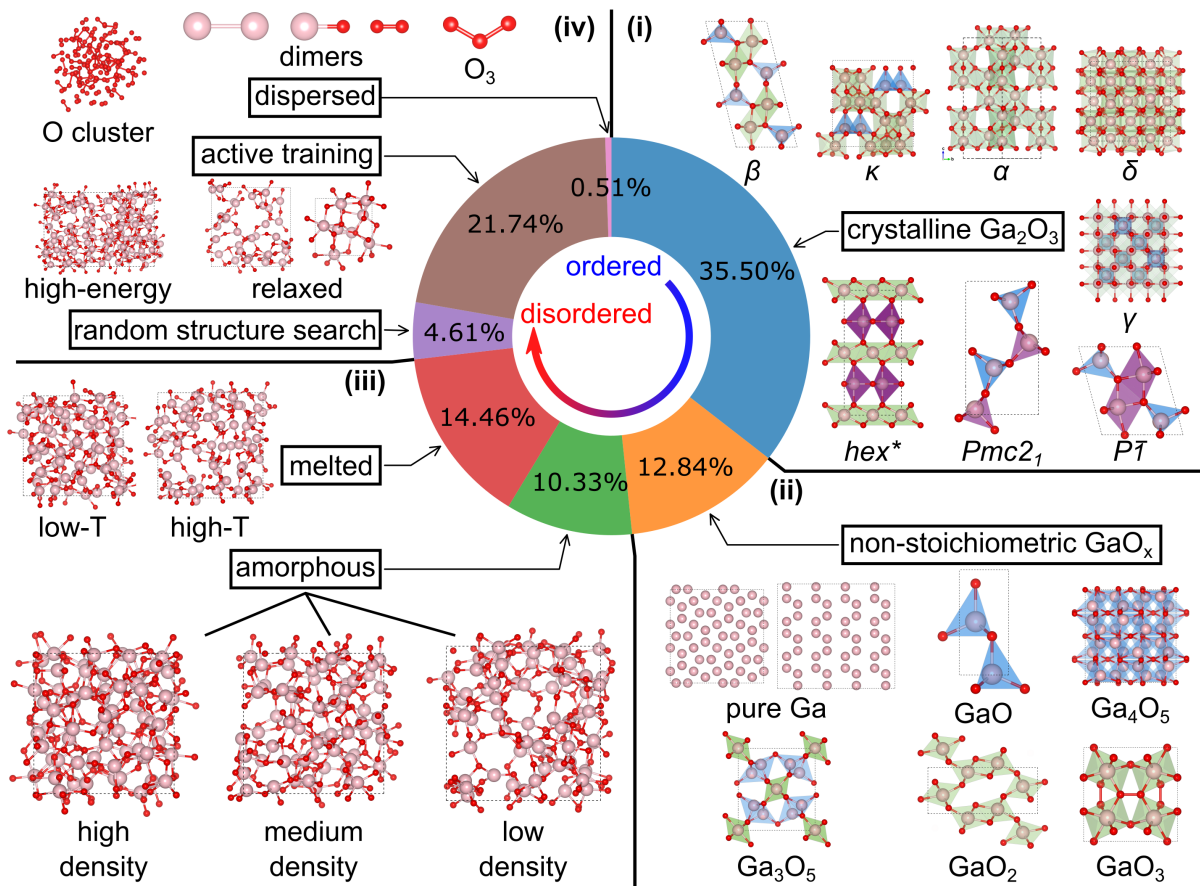 (iv)
(i)
dimers
O₃
O cluster
dispersed
active training
high-energy
relaxed
random structure search
β
κ
α
δ
crystalline Ga₂O₃
γ
hex*
Pmc2₁
P1̅
0.51%
21.74%
35.50%
4.61%
14.46%
10.33%
12.84%
ordered
disordered
(iii)
low-T
high-T
melted
amorphous
high density
medium density
low density
(ii)
non-stoichiometric GaOₓ
pure Ga
GaO
Ga₄O₅
Ga₃O₅
GaO₂
GaO₃